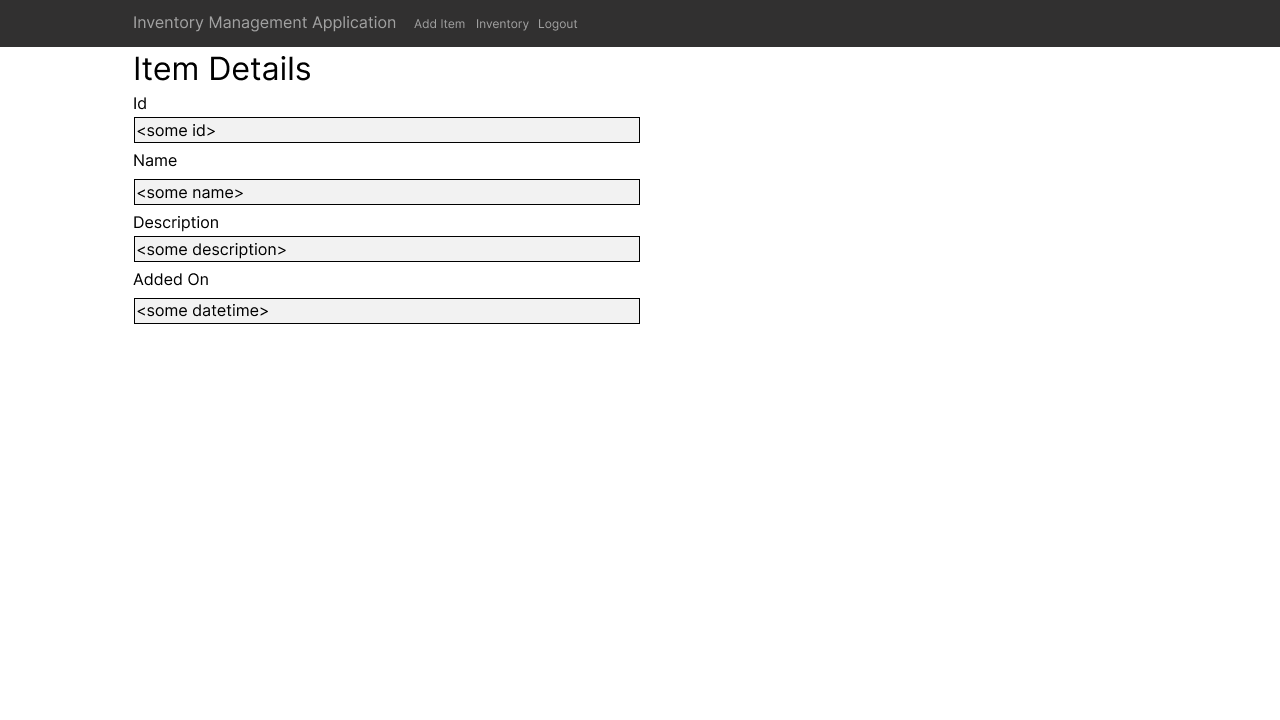 Inventory Management Application Add Item Inventory Logout
Item Details
Id
<some id>
Name
<some name>
Description
<some description>
Added On
<some datetime>